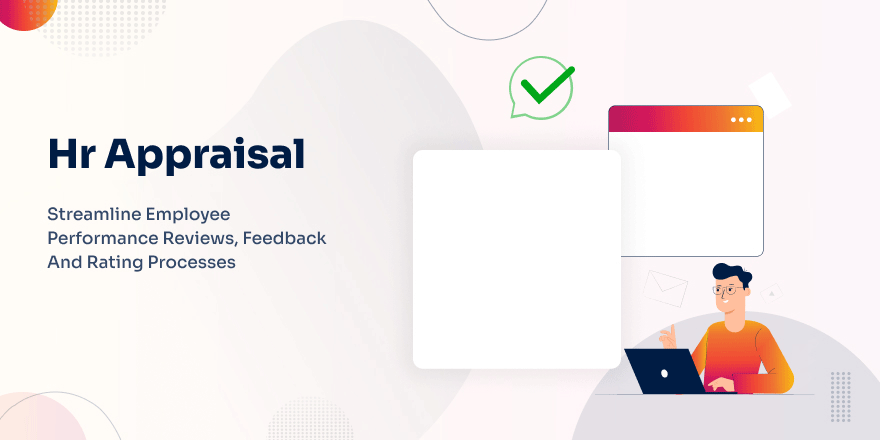 Hr Appraisal
Streamline Employee
Performance Reviews, Feedback
And Rating Processes